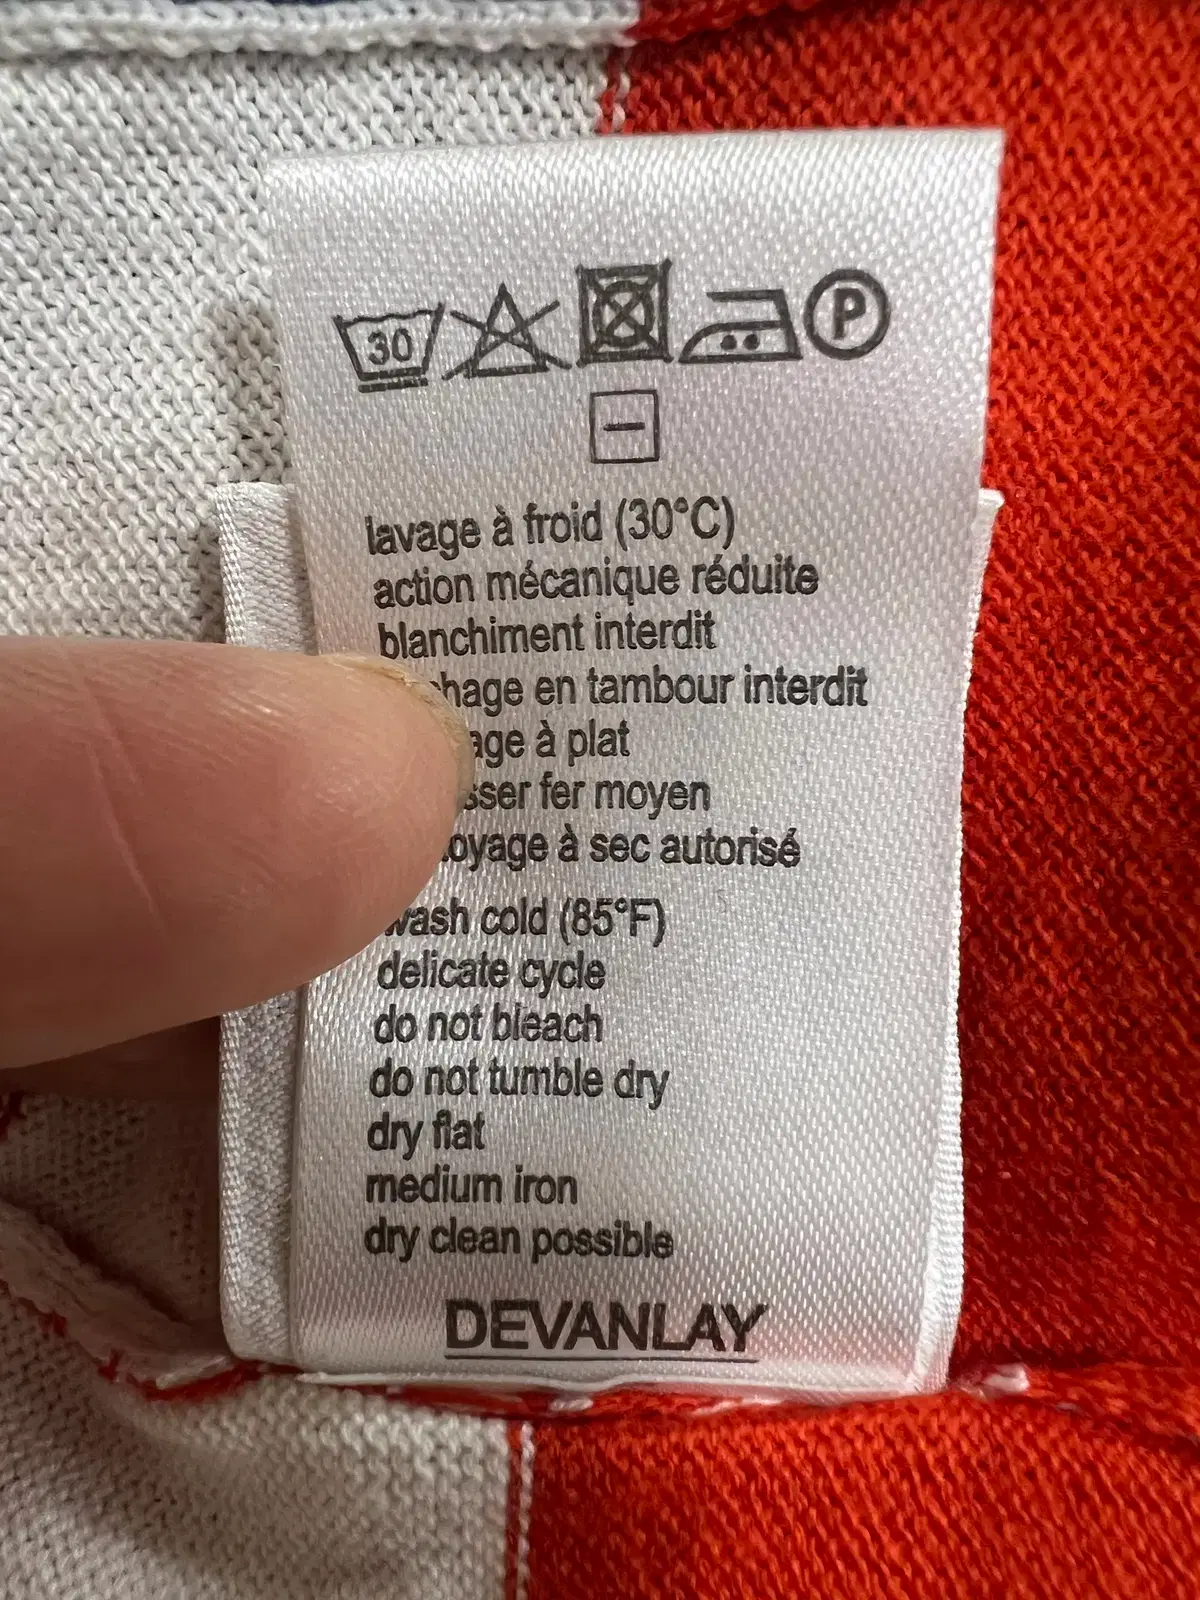 30 P
lavage à froid (30°C)
action mécanique réduite
blanchiment interdit
en tambour interdit
à plat
fer moyen
à sec autorisé
wash cold (85°F)
delicate cycle
do not bleach
do not tumble dry
dry flat
medium iron
dry clean possible
DEVANLAY